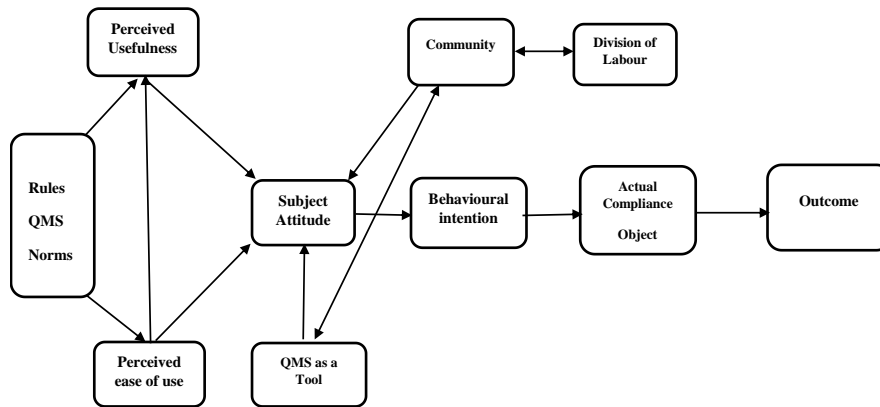 Perceived
Usefulness
Community
Division of
Labour
Rules
QMS
Norms
Subject
Attitude
Behavioural
intention
Actual
Compliance
Object
Outcome
Perceived
ease of use
QMS as a
Tool